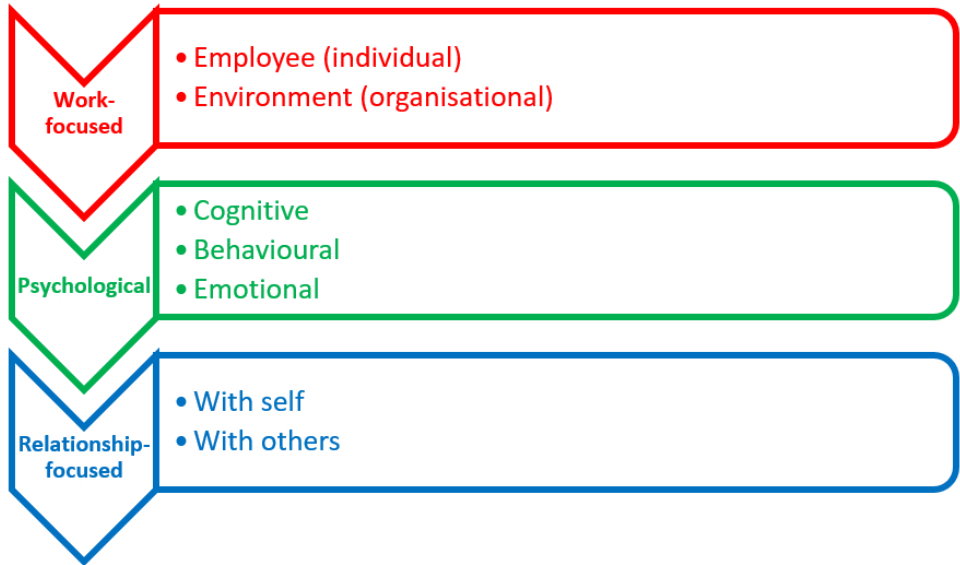 Work-
focused
• Employee (individual)
• Environment (organisational)
Psychological
• Cognitive
• Behavioural
• Emotional
Relationship-
focused
• With self
• With others